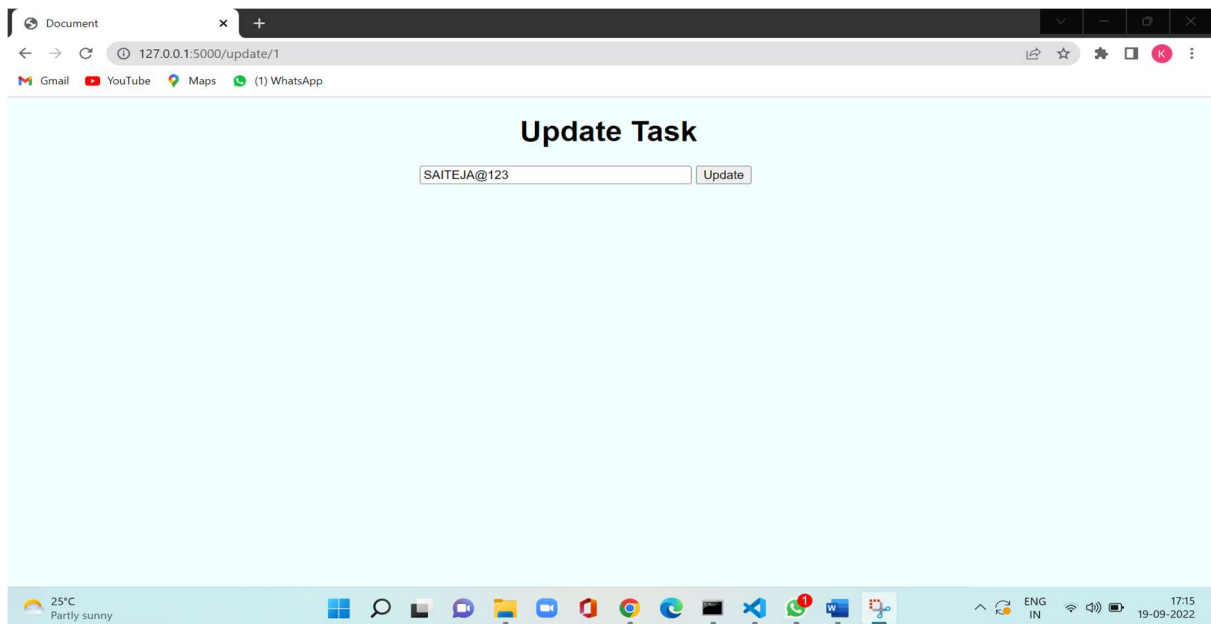 Document
127.0.0.1:5000/update/1
K
Gmail
YouTube
Maps
(1) WhatsApp
Update Task
SAITEJA@123
Update
25°C
Partly sunny
1
ENG
IN
17:15
19-09-2022